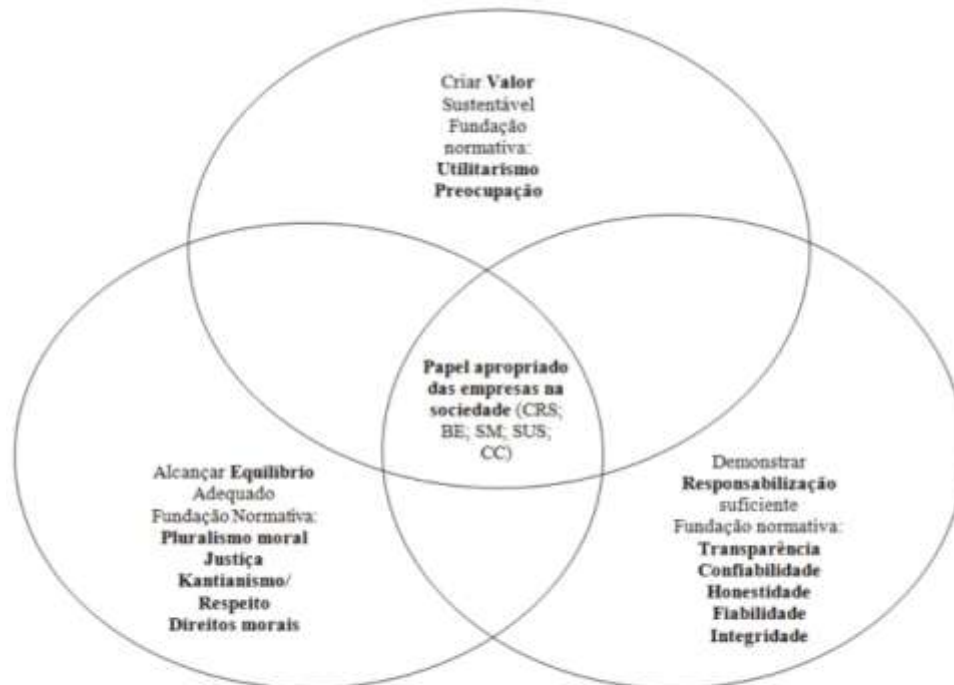 Criar Valor
Sustentável
Fundação
normativa:
Utilitarismo
Preocupação
Papel apropriado
das empresas na
sociedade (CRS;
BE; SM; SUS;
CC)
Alcançar Equilíbrio
Adequado
Fundação Normativa:
Pluralismo moral
Justiça
Kantianismo/
Respeito
Direitos morais
Demonstrar
Responsabilização
suficiente
Fundação normativa:
Transparência
Confiabilidade
Honestidade
Fiabilidade
Integridade